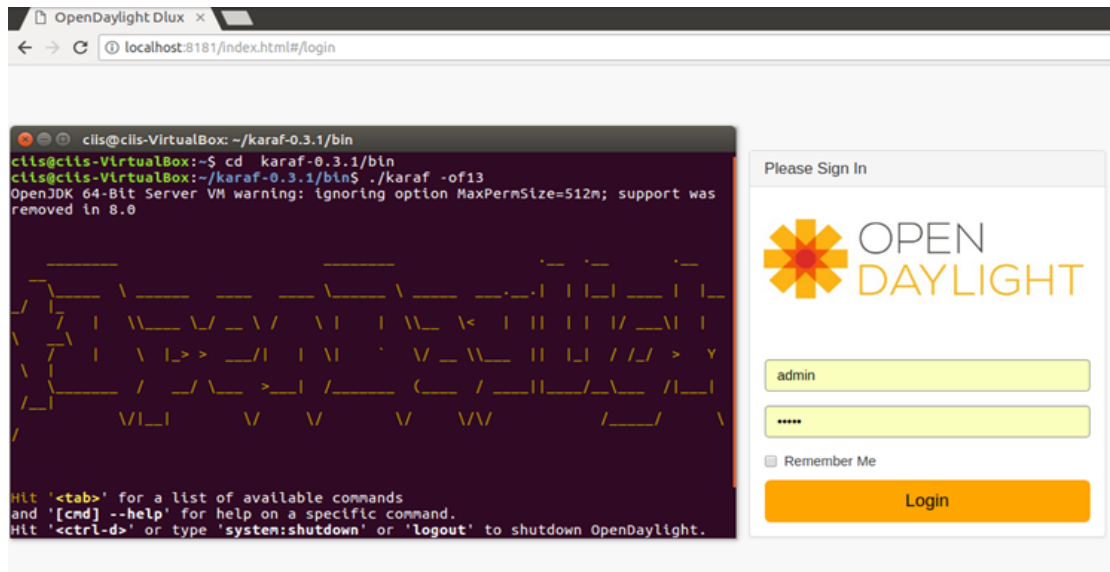 OpenDaylight Dlux
localhost:8181/index.html#/login
ciis@ciis-VirtualBox: ~/karaf-0.3.1/bin
ciis@ciis-VirtualBox:~$ cd  karaf-0.3.1/bin
ciis@ciis-VirtualBox:~/karaf-0.3.1/bin$ ./karaf -of13
OpenJDK 64-Bit Server VM warning: ignoring option MaxPermSize=512m; support was
removed in 8.0
Hit '<tab>' for a list of available commands
and '[cmd] --help' for help on a specific command.
Hit '<ctrl-d>' or type 'system:shutdown' or 'logout' to shutdown OpenDaylight.
Please Sign In
OPEN
DAYLIGHT
admin
•••••
Remember Me
Login